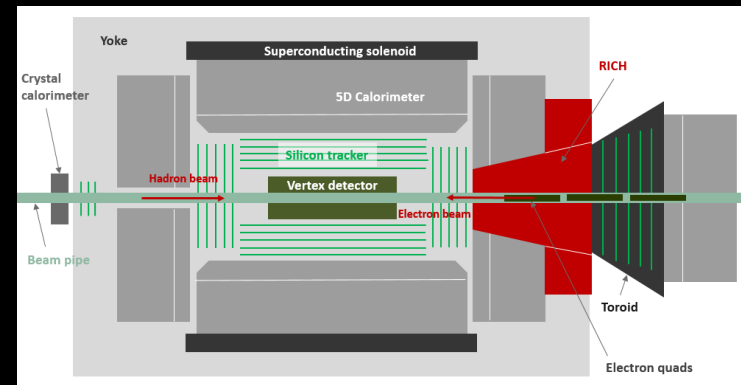 Yoke
Superconducting solenoid
RICH
Crystal
calorimeter
5D Calorimeter
Silicon tracker
Hadron beam
Vertex detector
Electron beam
Beam pipe
Toroid
Electron quads